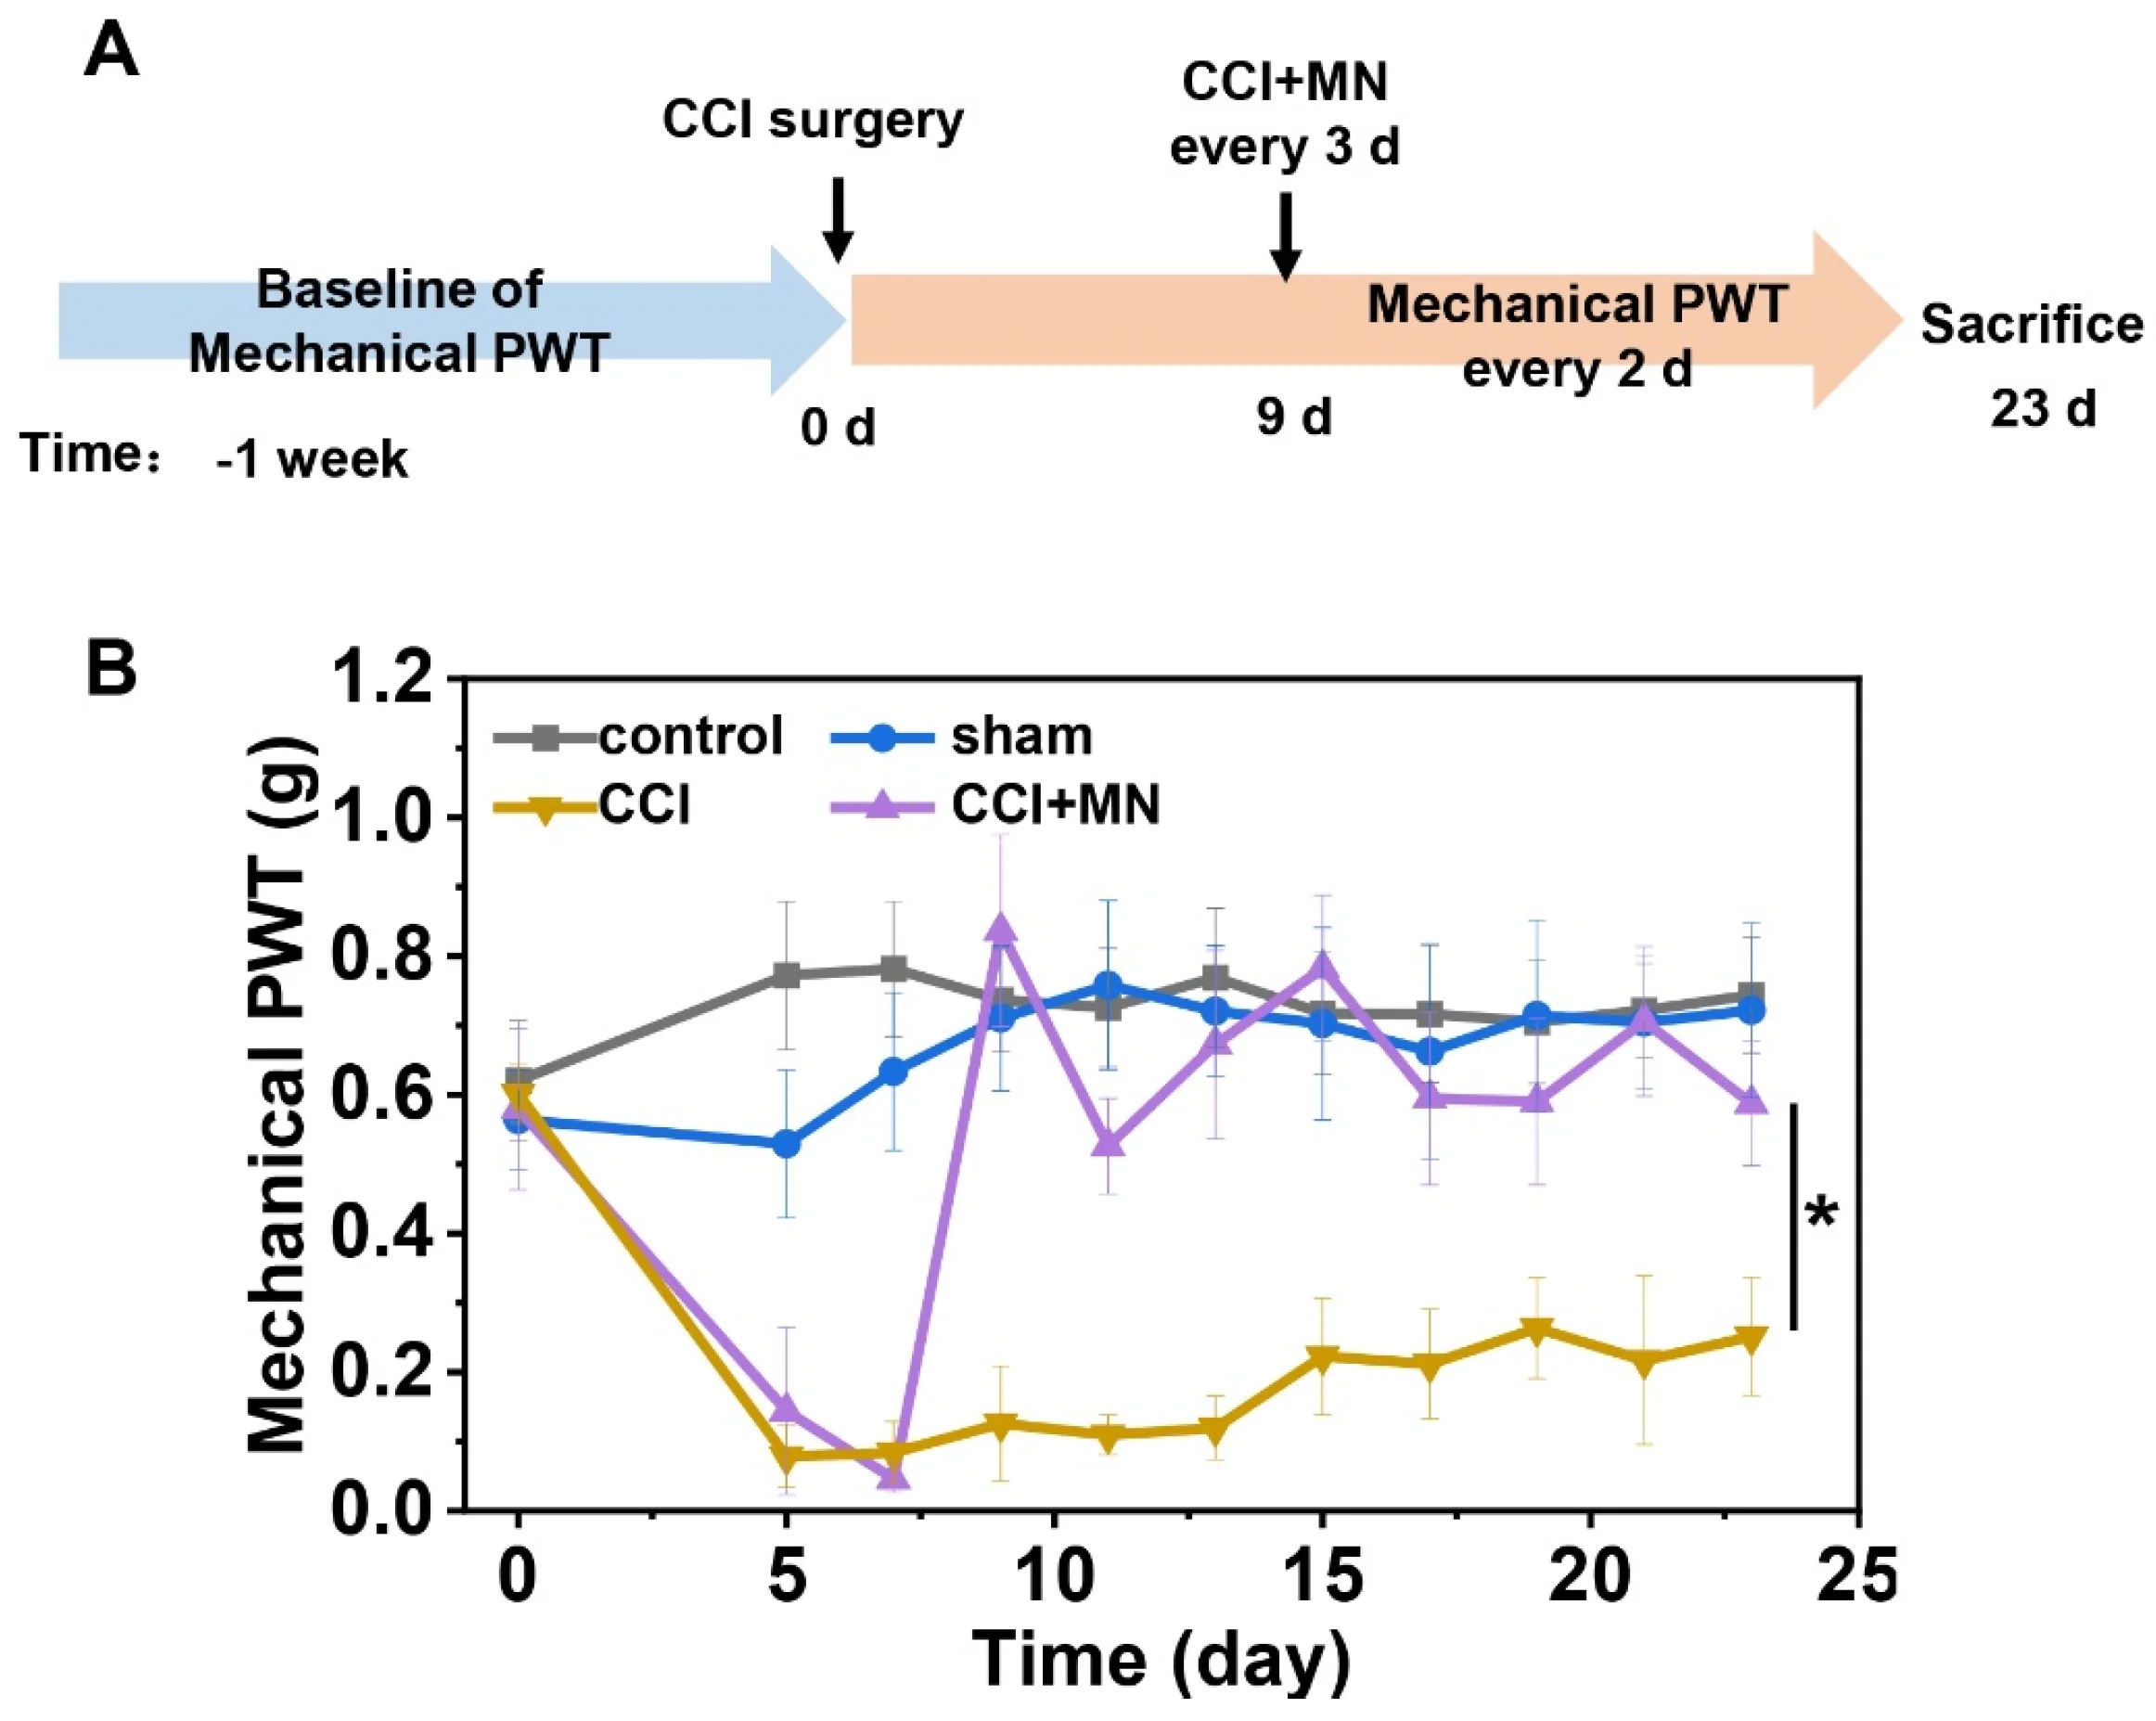 A
CCI surgery
CCI+MN
every 3 d
Baseline of
Mechanical PWT
Mechanical PWT
every 2 d
Sacrifice
Time: -1 week
0 d
9 d
23 d
B
Mechanical PWT (g)
1.2
1.0
0.8
0.6
0.4
0.2
0.0
control
sham
CCI
CCI+MN
*
0 5 10 15 20 25
Time (day)